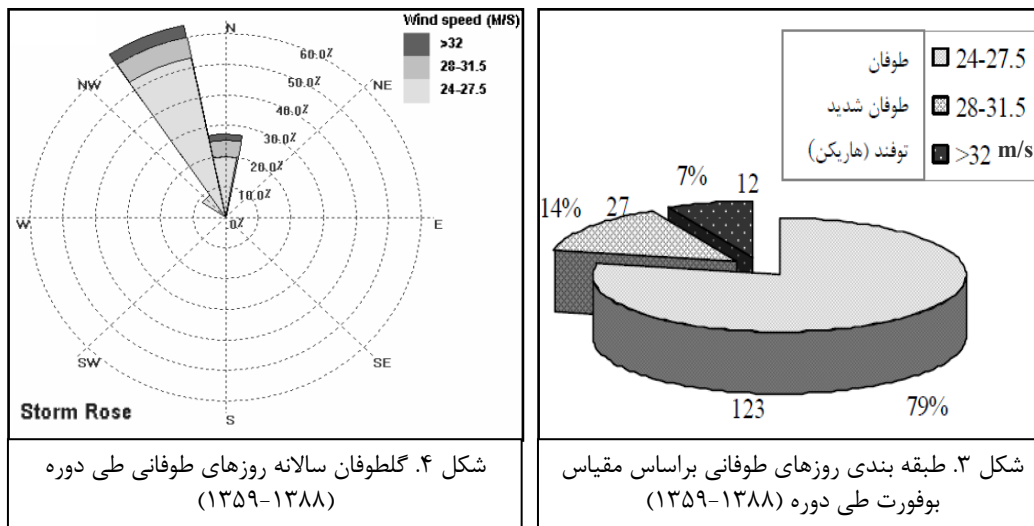 Wind speed (M/S)
>32
28-31.5
24-27.5
N
NE
E
SE
S
SW
W
NW
60.0%
50.0%
40.0%
30.0%
20.0%
10.0%
0%
Storm Rose
شکل ۴. گلطوفان سالانه روزهای طوفانی طی دوره
(۱۳۵۹-۱۳۸۸)
طوفان 24-27.5
طوفان شدید 28-31.5
توفند (هاریکن) >32 m/s
7% 12
14% 27
123 79%
شکل ۳. طبقه بندی روزهای طوفانی براساس مقیاس
بوفورت طی دوره (۱۳۸۸-۱۳۵۹)